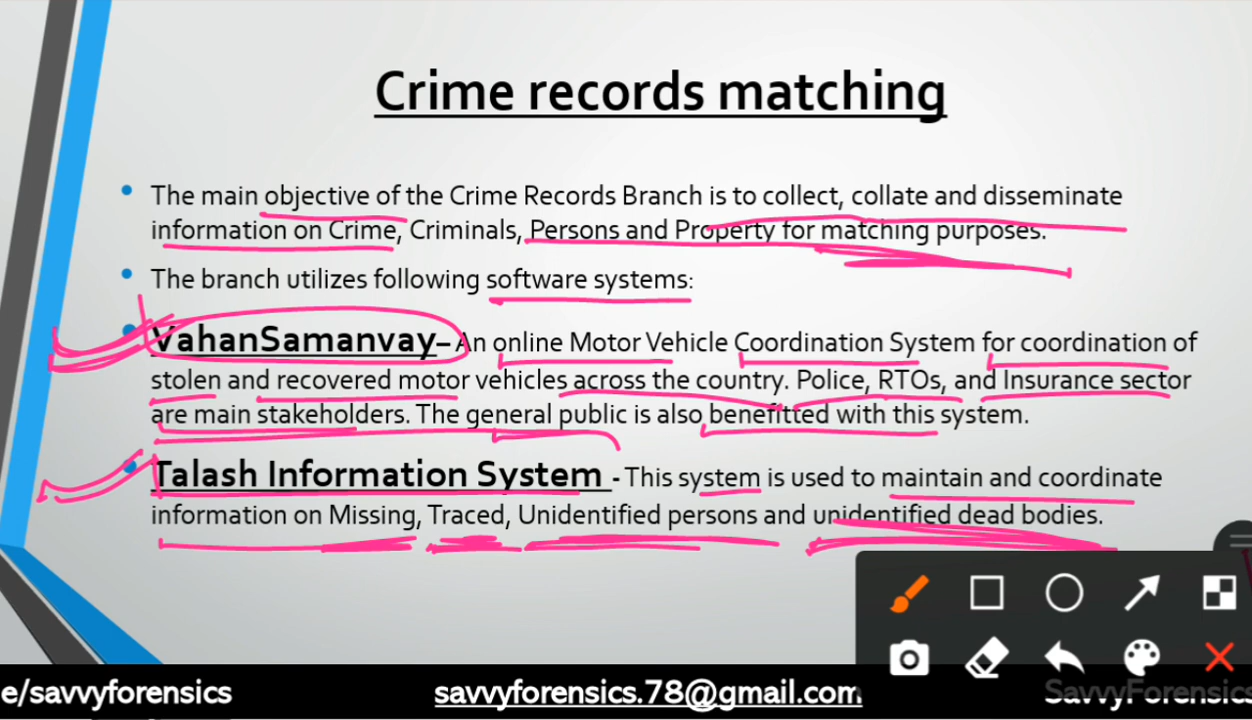 Crime records matching
The main objective of the Crime Records Branch is to collect, collate and disseminate
information on Crime, Criminals, Persons and Property for matching purposes.
The branch utilizes following software systems:
VahanSamanvay– An online Motor Vehicle Coordination System for coordination of
stolen and recovered motor vehicles across the country. Police, RTOs, and Insurance sector
are main stakeholders. The general public is also benefitted with this system.
Talash Information System - This system is used to maintain and coordinate
information on Missing, Traced, Unidentified persons and unidentified dead bodies.
e/savvyforensics savvyforensics.78@gmail.com SavvyForensics